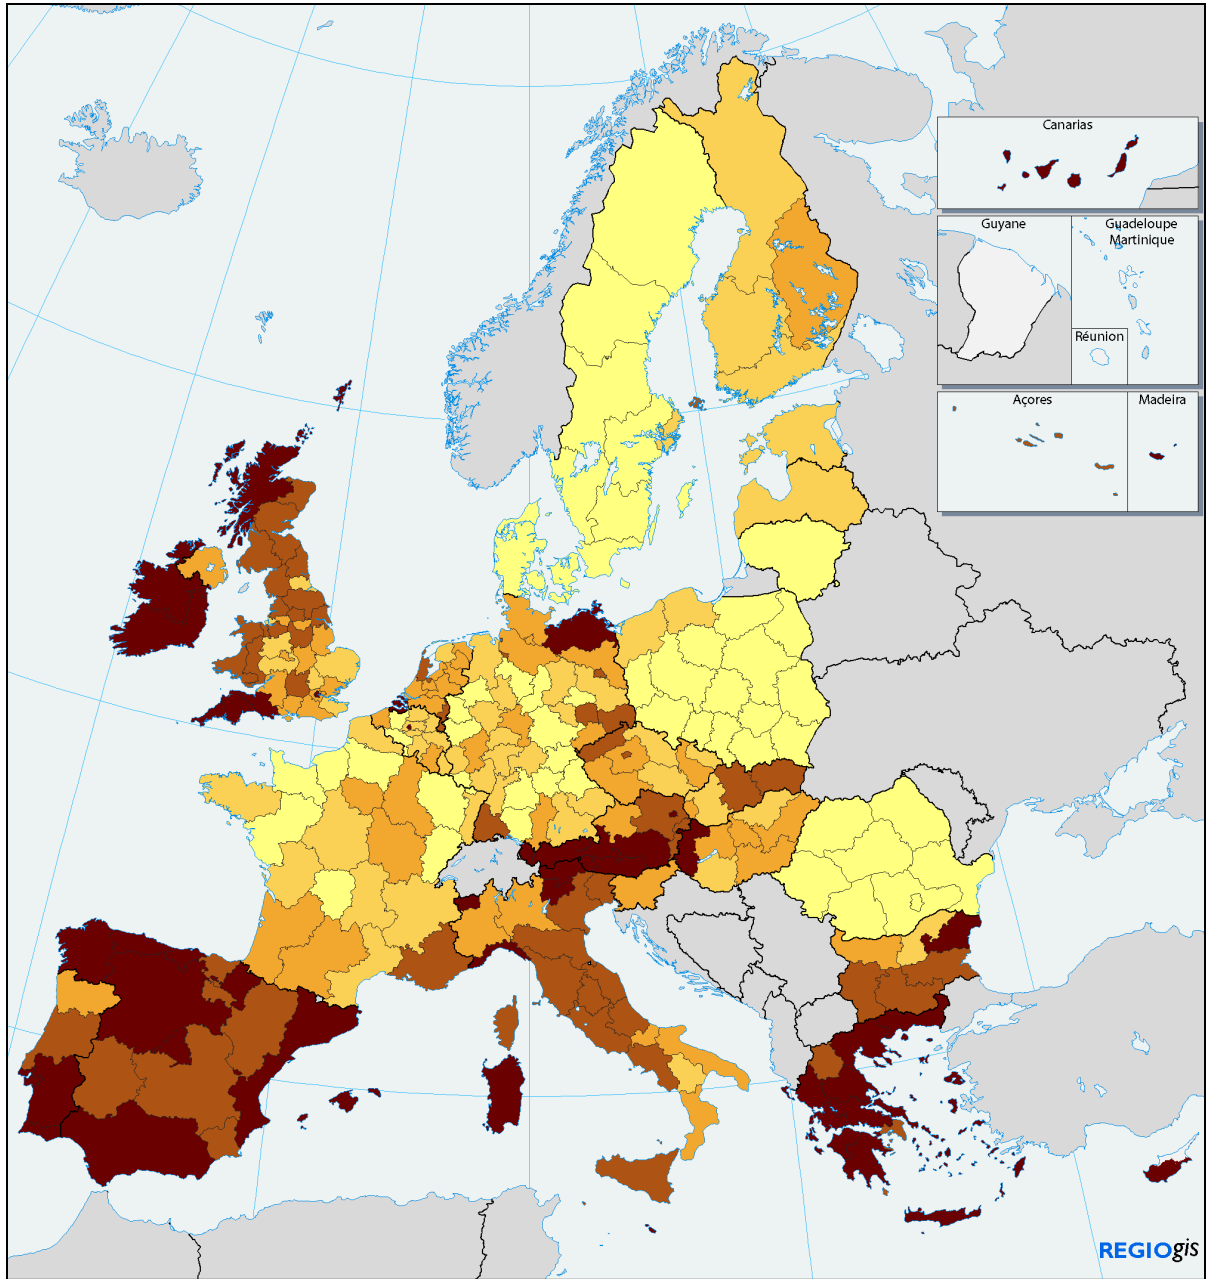 Canarias
Guyane
Guadeloupe
Martinique
Réunion
Açores
Madeira
REGIOgis